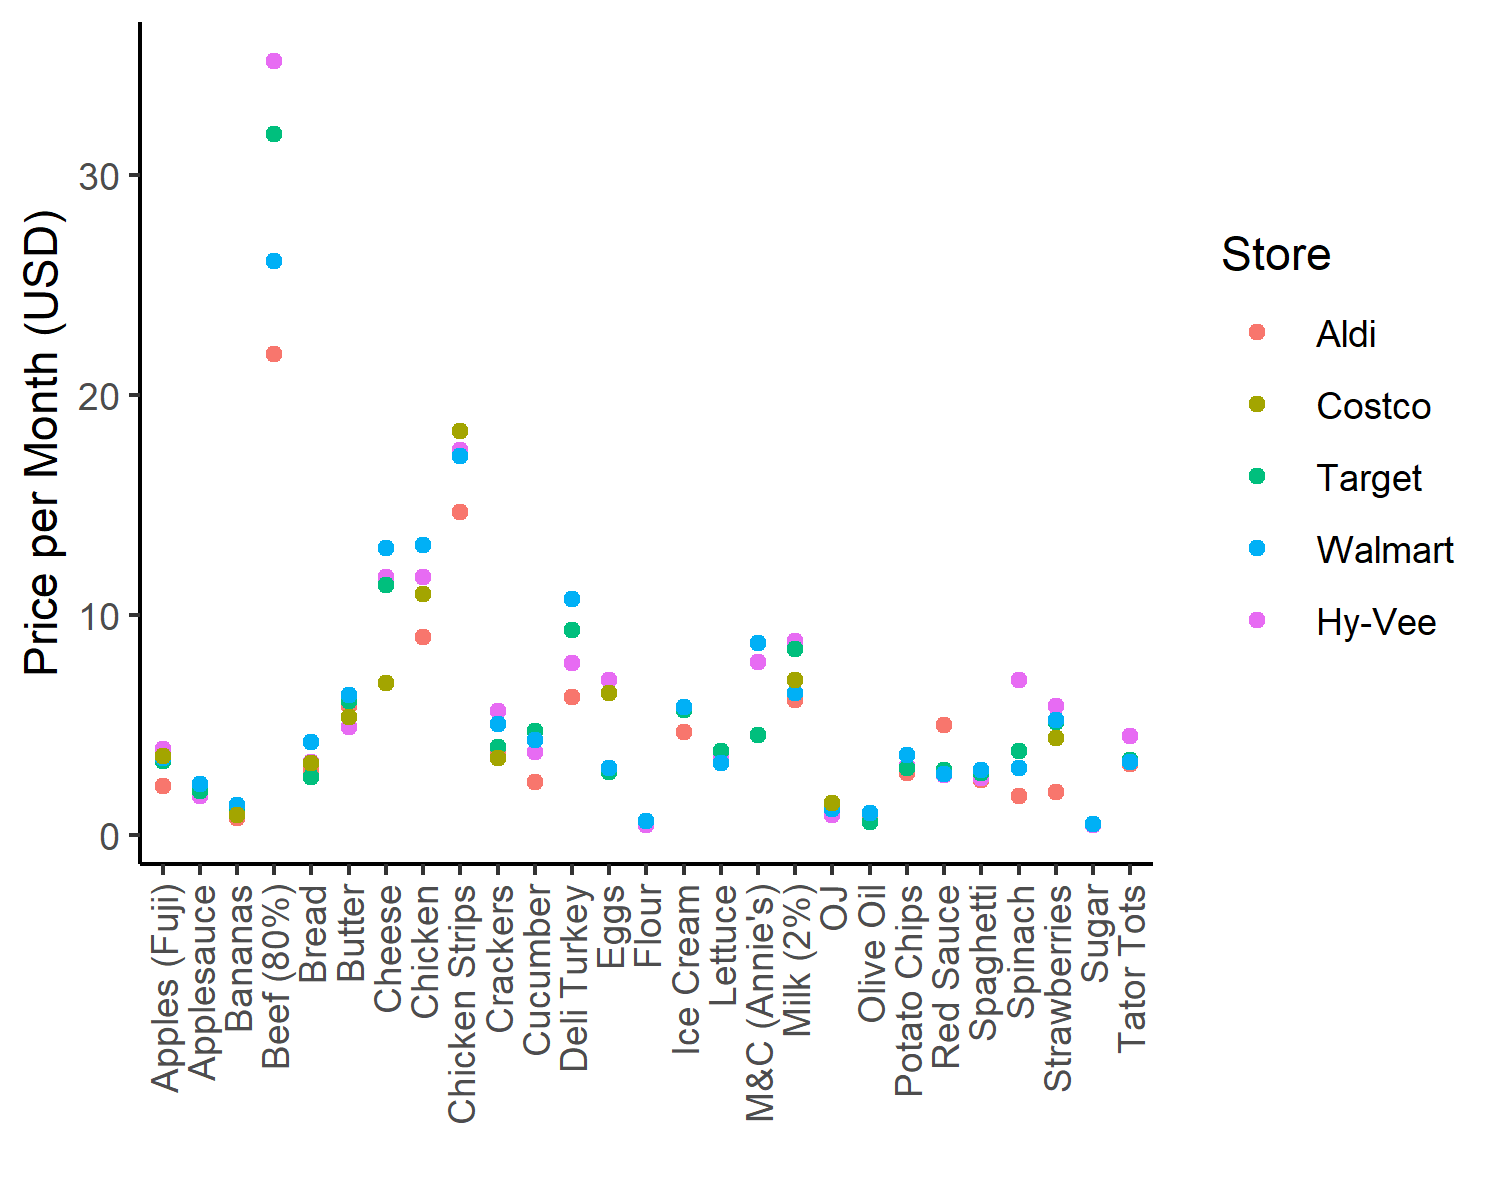 Price per Month (USD)
30
20
10
0
Apples (Fuji)
Applesauce
Bananas
Beef (80%)
Bread
Butter
Cheese
Chicken
Chicken Strips
Crackers
Cucumber
Deli Turkey
Eggs
Flour
Ice Cream
Lettuce
M&C (Annie's)
Milk (2%)
OJ
Olive Oil
Potato Chips
Red Sauce
Spaghetti
Spinach
Strawberries
Sugar
Tator Tots
Store
Aldi
Costco
Target
Walmart
Hy-Vee